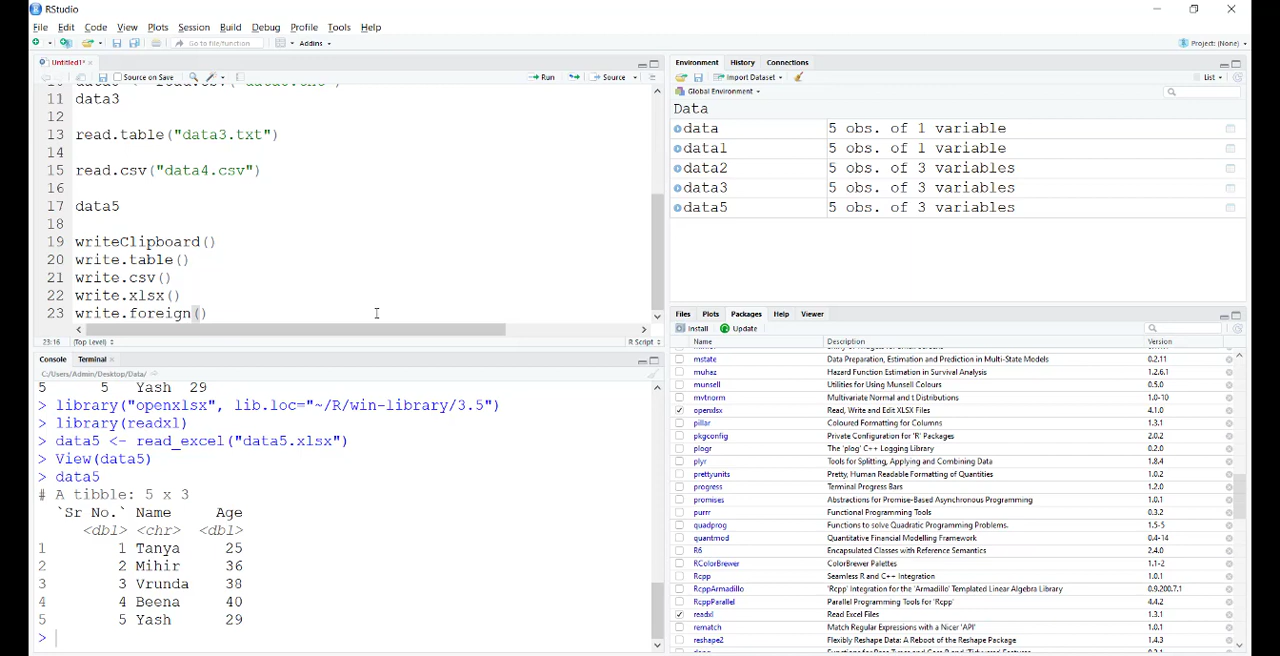 RStudio
File Edit Code View Plots Session Build Debug Profile Tools Help
Go to file/function Addins Project: (None)
Untitled1*
Source on Save Run Source
11 data3
12
13 read.table("data3.txt")
14
15 read.csv("data4.csv")
16
17 data5
18
19 writeClipboard()
20 write.table()
21 write.csv()
22 write.xlsx()
23 write.foreign()
23:16 (Top Level) R Script
Console Terminal
C:/Users/Admin/Desktop/Data/
5 5 Yash 29
> library("openxlsx", lib.loc="~/R/win-library/3.5")
> library(readxl)
> data5 <- read_excel("data5.xlsx")
> View(data5)
> data5
# A tibble: 5 x 3
`Sr No.` Name Age
<dbl> <chr> <dbl>
1 1 Tanya 25
2 2 Mihir 36
3 3 Vrunda 38
4 4 Beena 40
5 5 Yash 29
>
Environment History Connections
Import Dataset List
Global Environment
Data
data 5 obs. of 1 variable
data1 5 obs. of 1 variable
data2 5 obs. of 3 variables
data3 5 obs. of 3 variables
data5 5 obs. of 3 variables
Files Plots Packages Help Viewer
Install Update
Name Description Version
mstate Data Preparation, Estimation and Prediction in Multi-State Models 0.2.11
muhaz Hazard Function Estimation in Survival Analysis 1.2.6.1
munsell Utilities for Using Munsell Colours 0.5.0
mvtnorm Multivariate Normal and t Distributions 1.0-10
openxlsx Read, Write and Edit XLSX Files 4.1.0
pillar Coloured Formatting for Columns 1.3.1
pkgconfig Private Configuration for 'R' Packages 2.0.2
plogr The 'plog' C++ Logging Library 0.2.0
plyr Tools for Splitting, Applying and Combining Data 1.8.4
prettyunits Pretty, Human Readable Formatting of Quantities 1.0.2
progress Terminal Progress Bars 1.2.0
promises Abstractions for Promise-Based Asynchronous Programming 1.0.1
purrr Functional Programming Tools 0.3.2
quadprog Functions to solve Quadratic Programming Problems. 1.5-5
quantmod Quantitative Financial Modelling Framework 0.4-14
R6 Encapsulated Classes with Reference Semantics 2.4.0
RColorBrewer ColorBrewer Palettes 1.1-2
Rcpp Seamless R and C++ Integration 1.0.1
RcppArmadillo 'Rcpp' Integration for the 'Armadillo' Templated Linear Algebra Library 0.9.200.7.1
RcppParallel Parallel Programming Tools for 'Rcpp' 4.4.2
readxl Read Excel Files 1.3.1
rematch Match Regular Expressions with a Nicer 'API' 1.0.1
reshape2 Flexibly Reshape Data: A Reboot of the Reshape Package 1.4.3